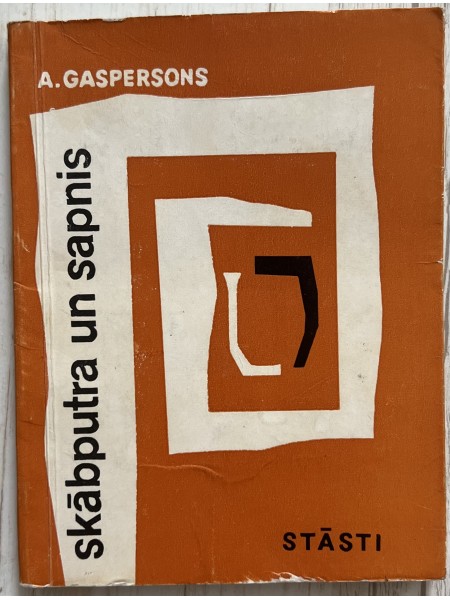 A. GASPERSONS
skābputra un sapnis
STĀSTI